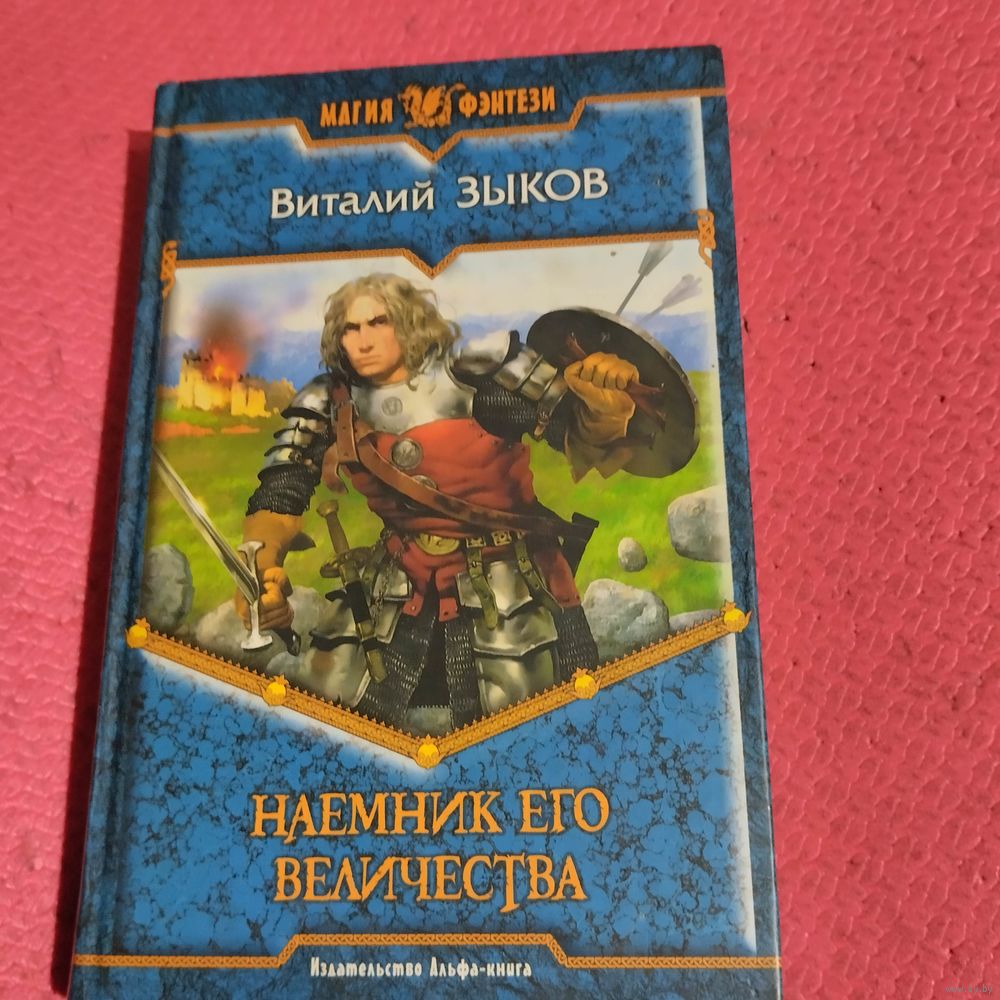 МАГИЯ ФЭНТЕЗИ
Виталий ЗЫКОВ
НАЕМНИК ЕГО
ВЕЛИЧЕСТВА
Издательство Альфа-книга